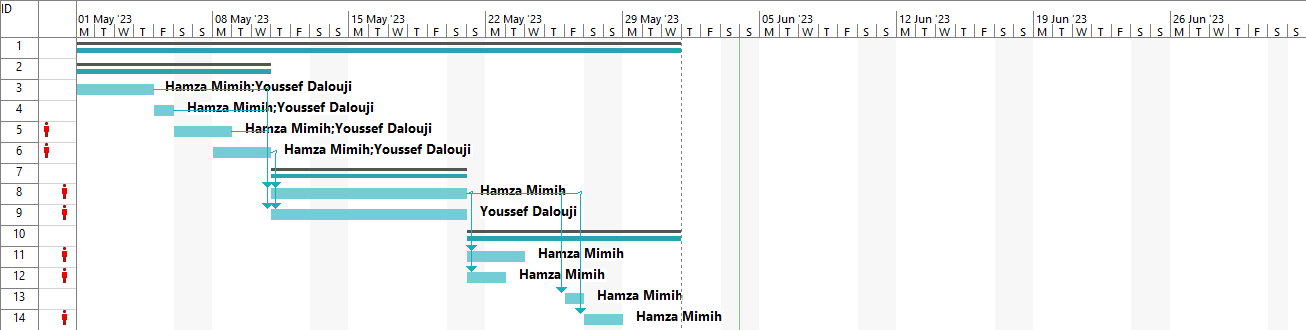 ID
01 May '23 08 May '23 15 May '23 22 May '23 29 May '23 05 Jun '23 12 Jun '23 19 Jun '23 26 Jun '23
M T W T F S S M T W T F S S M T W T F S S M T W T F S S M T W T F S S M T W T F S S M T W T F S S M T W T F S S M T W T F S S
1
2
3 Hamza Mimih;Youssef Dalouji
4 Hamza Mimih;Youssef Dalouji
5 Hamza Mimih;Youssef Dalouji
6 Hamza Mimih;Youssef Dalouji
7
8 Hamza Mimih
9 Youssef Dalouji
10
11 Hamza Mimih
12 Hamza Mimih
13 Hamza Mimih
14 Hamza Mimih